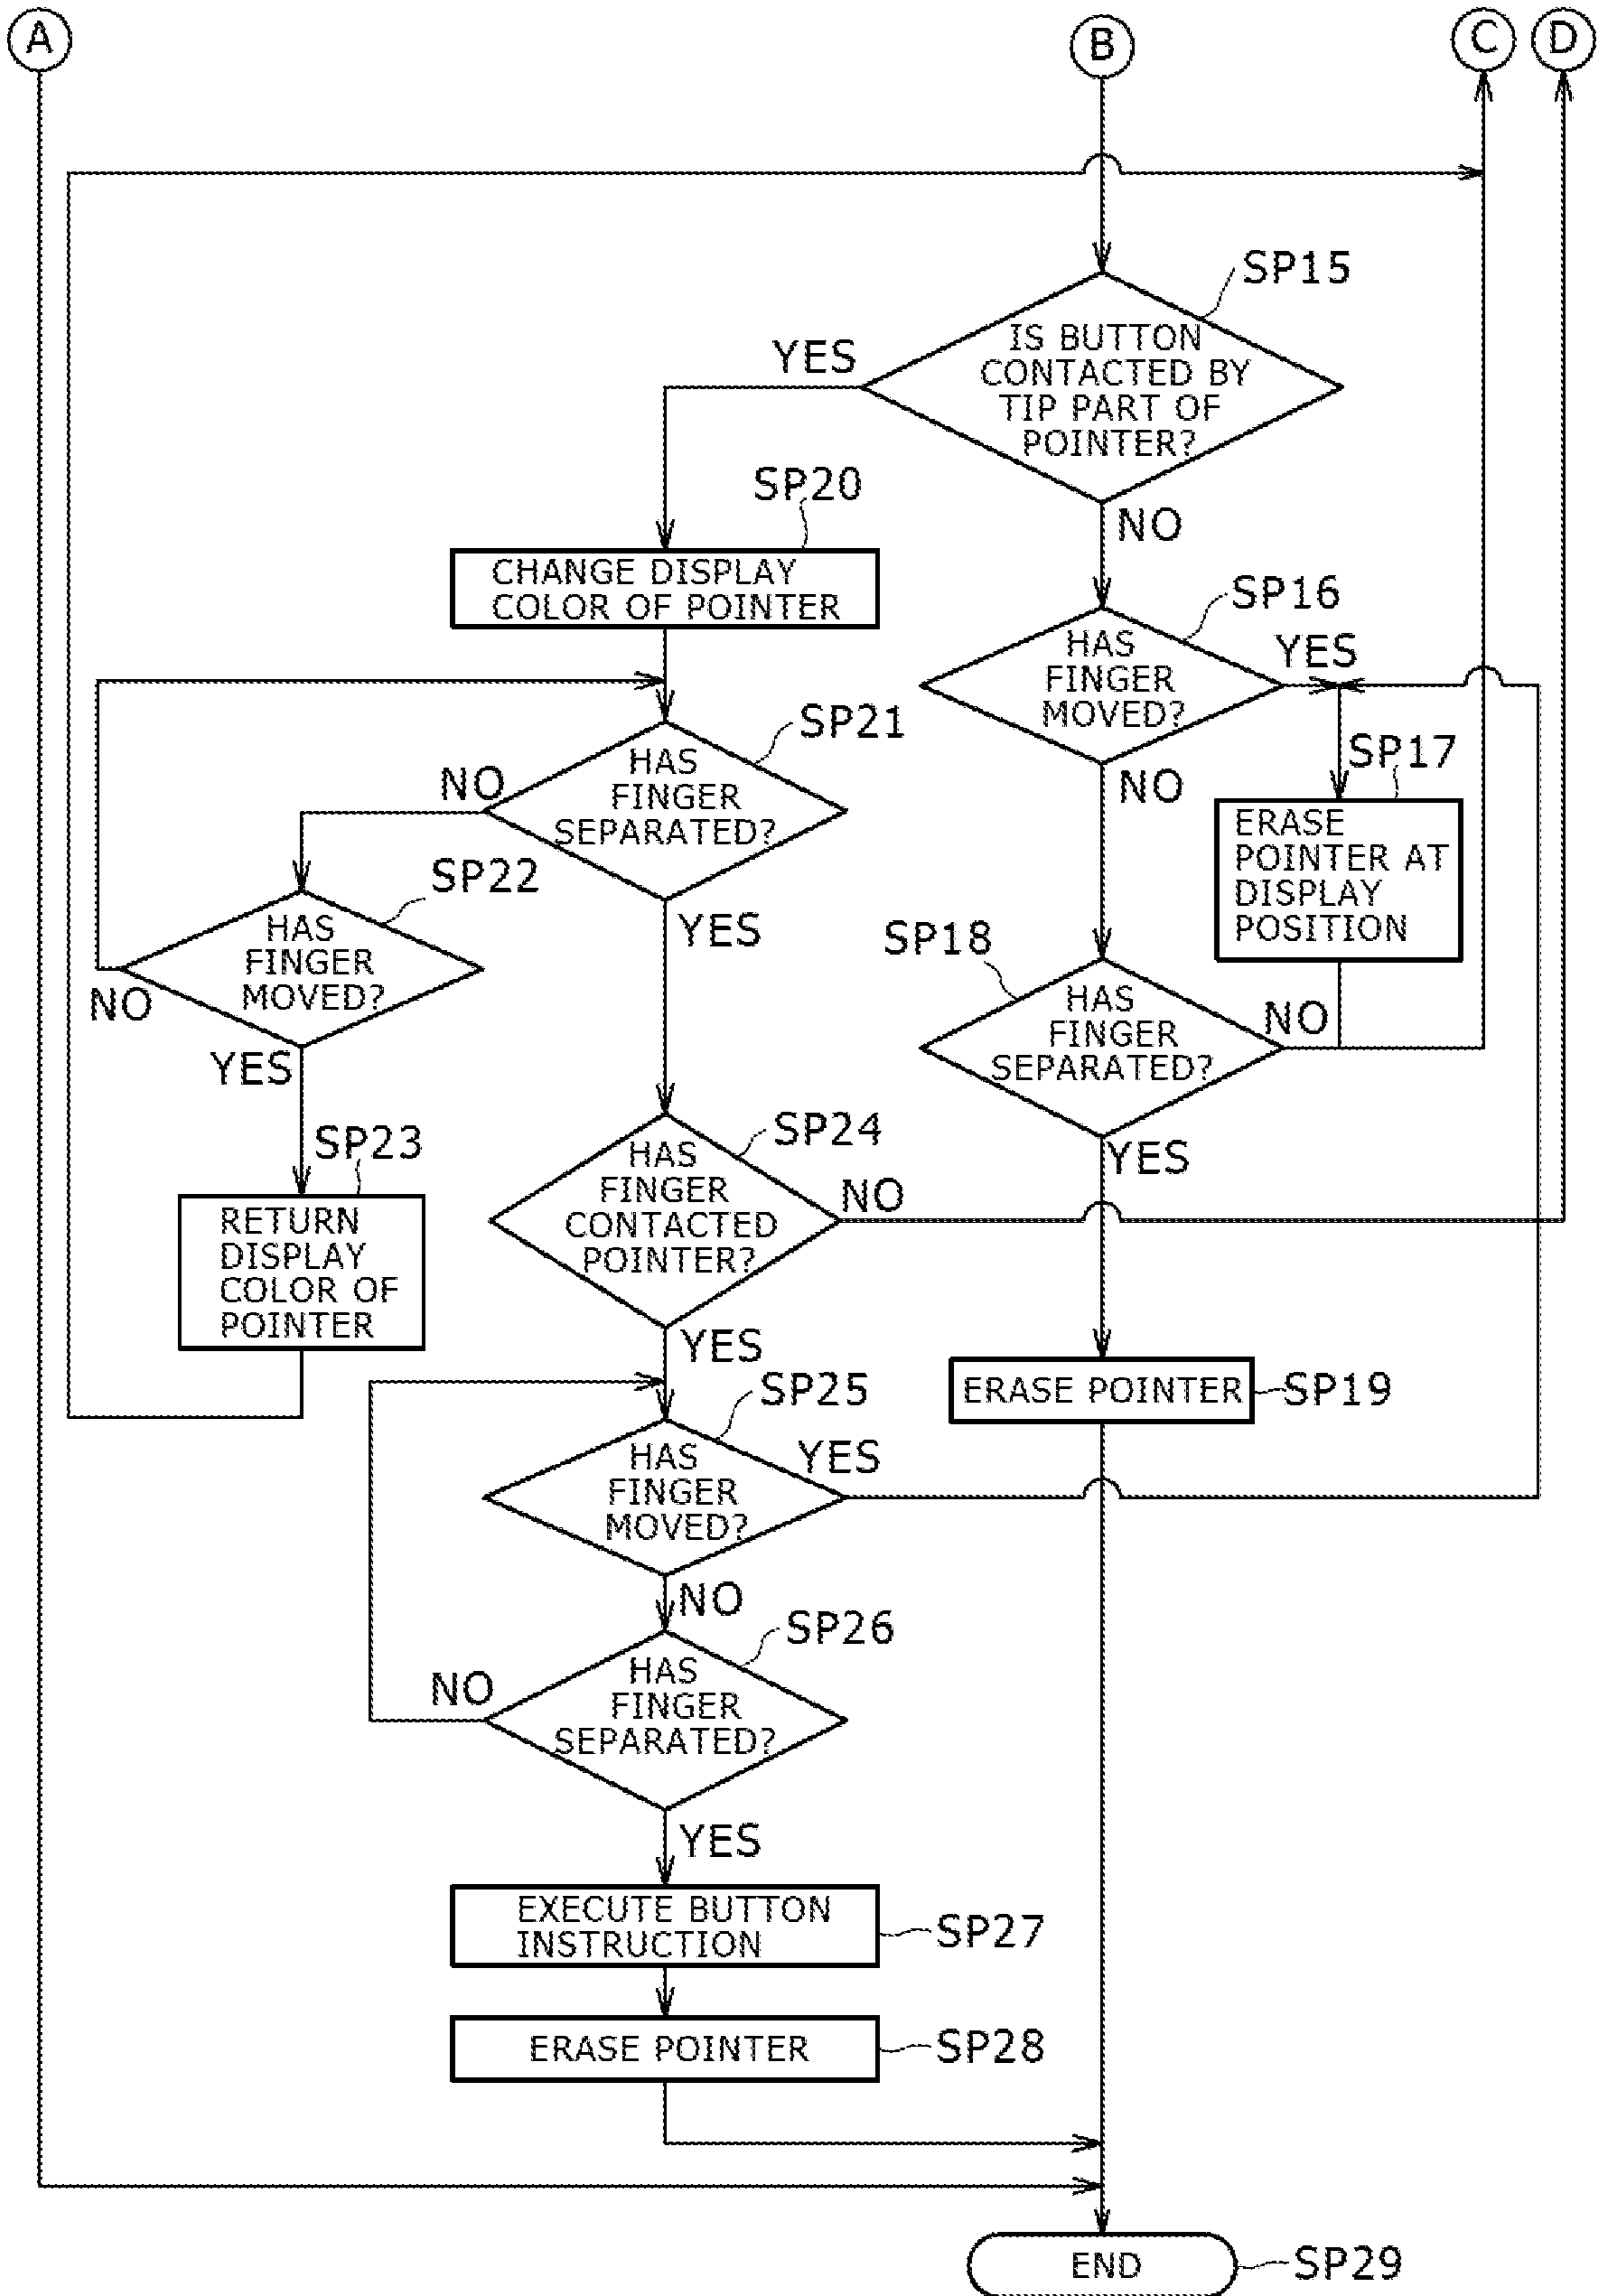 A
B
C
D
SP15
IS BUTTON
CONTACTED BY
TIP PART OF
POINTER?
YES
NO
SP20
CHANGE DISPLAY
COLOR OF POINTER
SP16
HAS
FINGER
MOVED?
YES
NO
SP17
ERASE
POINTER AT
DISPLAY
POSITION
SP21
HAS
FINGER
SEPARATED?
NO
YES
SP22
HAS
FINGER
MOVED?
NO
YES
SP18
HAS
FINGER
SEPARATED?
NO
YES
SP23
RETURN
DISPLAY
COLOR OF
POINTER
SP24
HAS
FINGER
CONTACTED
POINTER?
NO
YES
ERASE POINTER
SP19
SP25
HAS
FINGER
MOVED?
YES
NO
SP26
HAS
FINGER
SEPARATED?
NO
YES
EXECUTE BUTTON
INSTRUCTION
SP27
ERASE POINTER
SP28
END
SP29